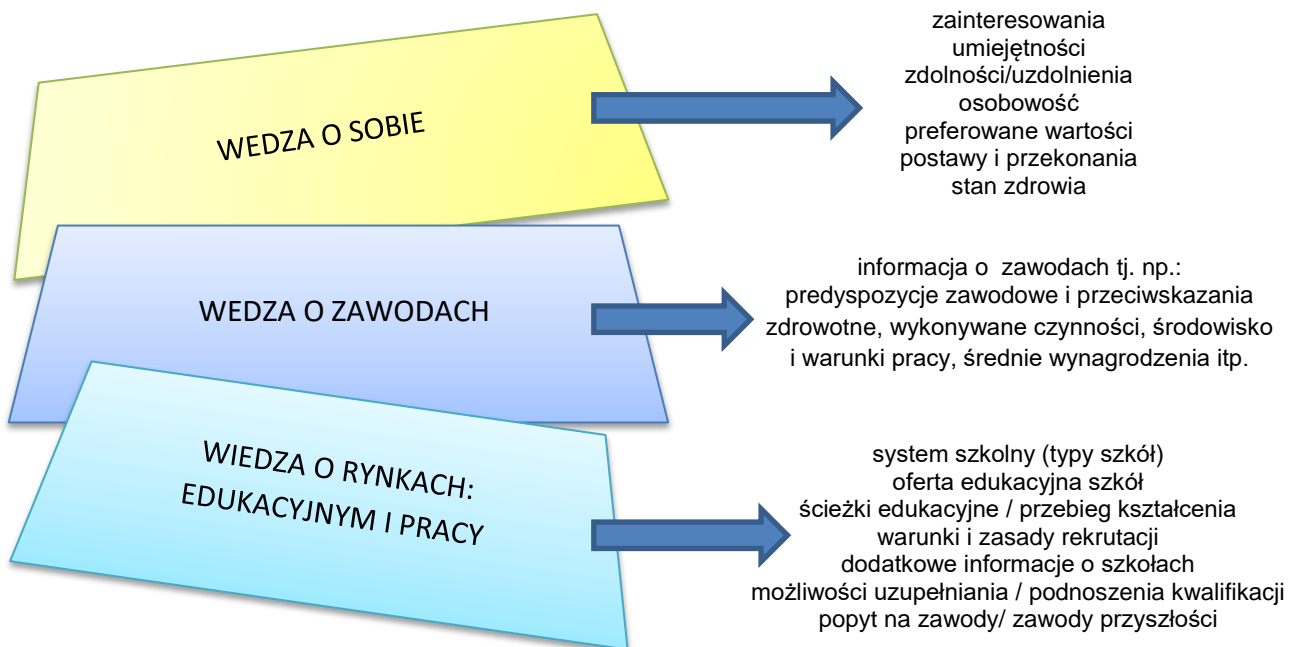 WEDZA O SOBIE
zainteresowania
umiejętności
zdolności/uzdolnienia
osobowość
preferowane wartości
postawy i przekonania
stan zdrowia
WEDZA O ZAWODACH
informacja o zawodach tj. np.:
predyspozycje zawodowe i przeciwskazania
zdrowotne, wykonywane czynności, środowisko
i warunki pracy, średnie wynagrodzenia itp.
WIEDZA O RYNKACH:
EDUKACYJNYM I PRACY
system szkolny (typy szkół)
oferta edukacyjna szkół
ścieżki edukacyjne / przebieg kształcenia
warunki i zasady rekrutacji
dodatkowe informacje o szkołach
możliwości uzupełniania / podnoszenia kwalifikacji
popyt na zawody/ zawody przyszłości